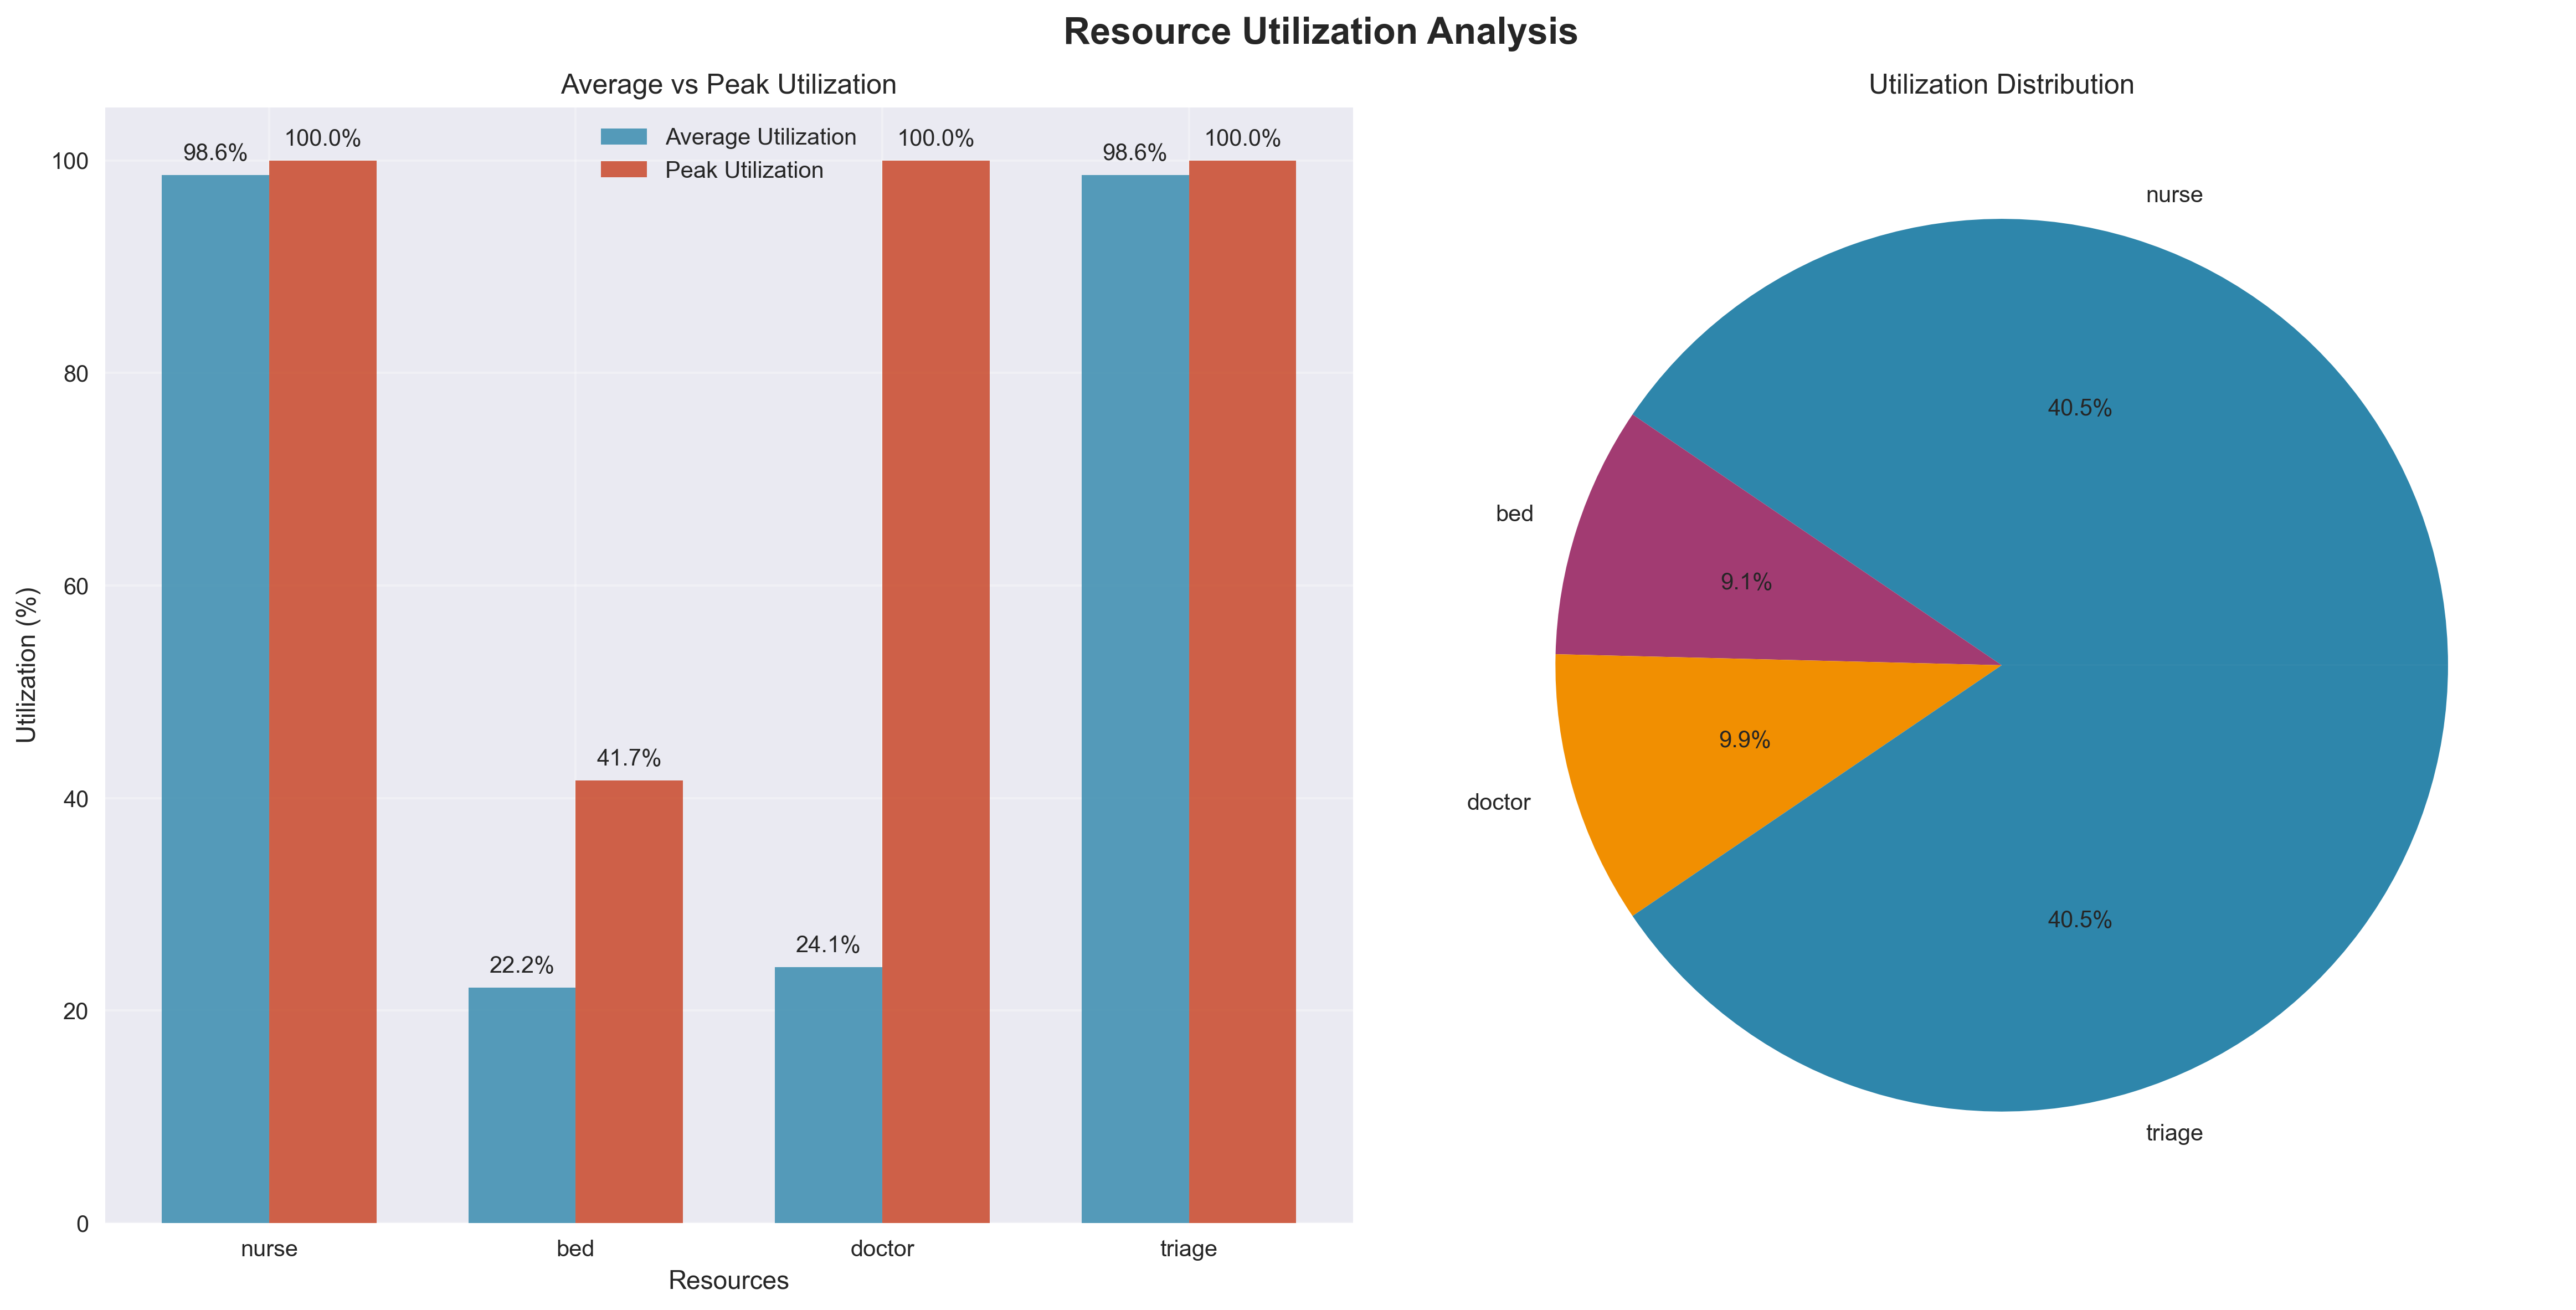 Resource Utilization Analysis
Average vs Peak Utilization
98.6%
100.0%
22.2%
41.7%
24.1%
100.0%
98.6%
100.0%
Average Utilization
Peak Utilization
Utilization (%)
100
80
60
40
20
0
nurse
bed
doctor
triage
Resources
Utilization Distribution
nurse
40.5%
bed
9.1%
doctor
9.9%
triage
40.5%